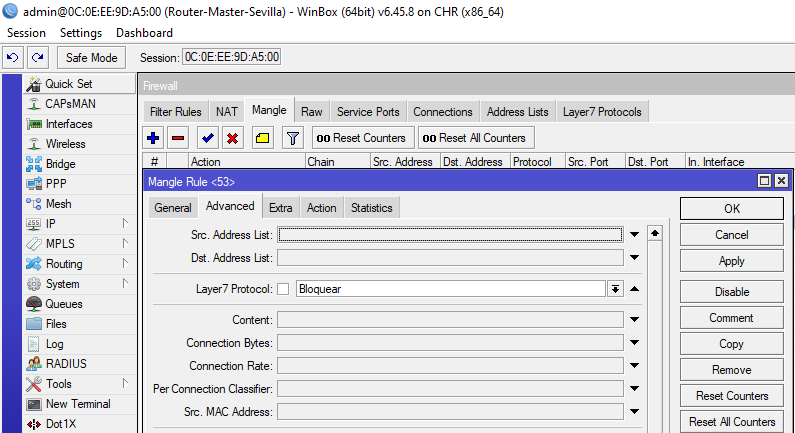 admin@0C:0E:EE:9D:A5:00 (Router-Master-Sevilla) - WinBox (64bit) v6.45.8 on CHR (x86_64)
Session Settings Dashboard
Safe Mode Session: 0C:0E:EE:9D:A5:00
Quick Set
CAPsMAN
Interfaces
Wireless
Bridge
PPP
Mesh
IP
MPLS
Routing
System
Queues
Files
Log
RADIUS
Tools
New Terminal
Dot1X
Firewall
Filter Rules NAT Mangle Raw Service Ports Connections Address Lists Layer7 Protocols
00 Reset Counters 00 Reset All Counters
# Action Chain Src. Address Dst. Address Protocol Src. Port Dst. Port In. Interface
Mangle Rule <53>
General Advanced Extra Action Statistics
Src. Address List:
Dst. Address List:
Layer7 Protocol: Bloquear
Content:
Connection Bytes:
Connection Rate:
Per Connection Classifier:
Src. MAC Address:
OK
Cancel
Apply
Disable
Comment
Copy
Remove
Reset Counters
Reset All Counters